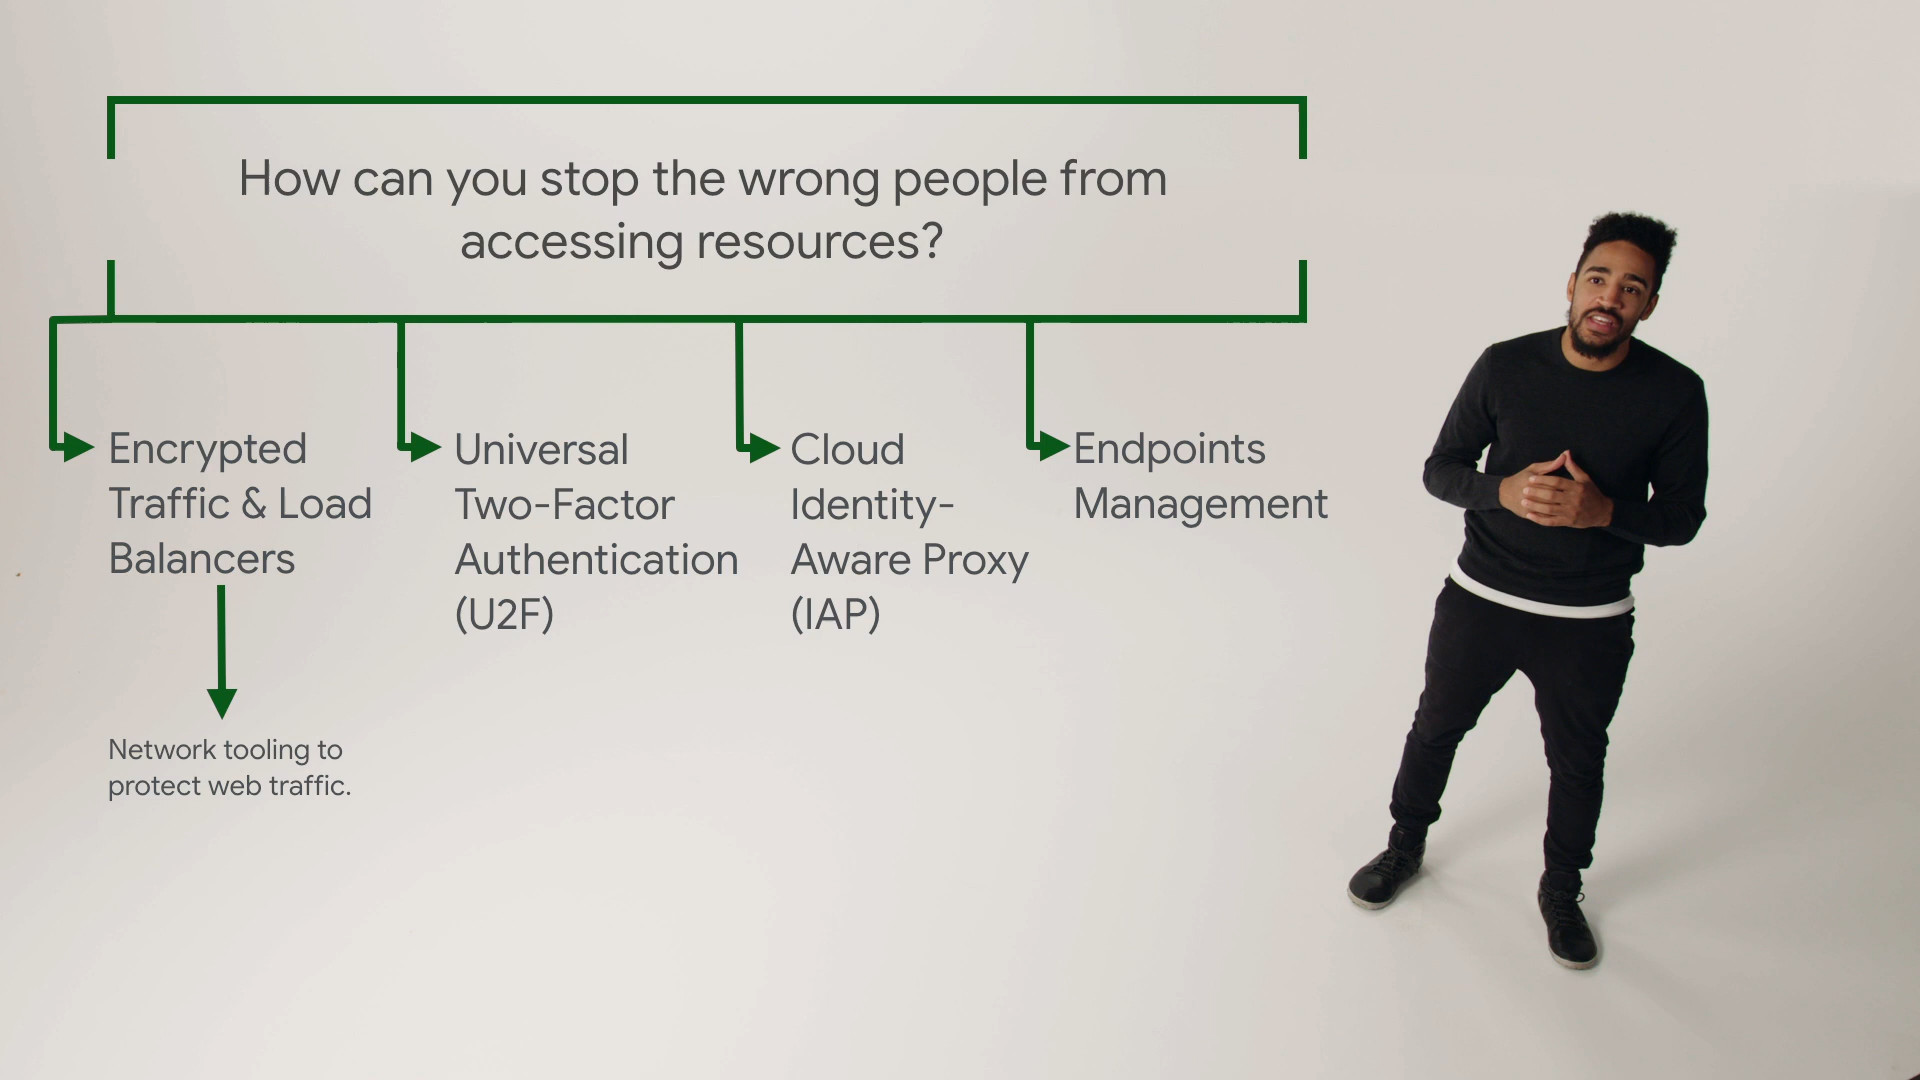 How can you stop the wrong people from
accessing resources?
Encrypted
Traffic & Load
Balancers
Universal
Two-Factor
Authentication
(U2F)
Cloud
Identity-
Aware Proxy
(IAP)
Endpoints
Management
Network tooling to
protect web traffic.